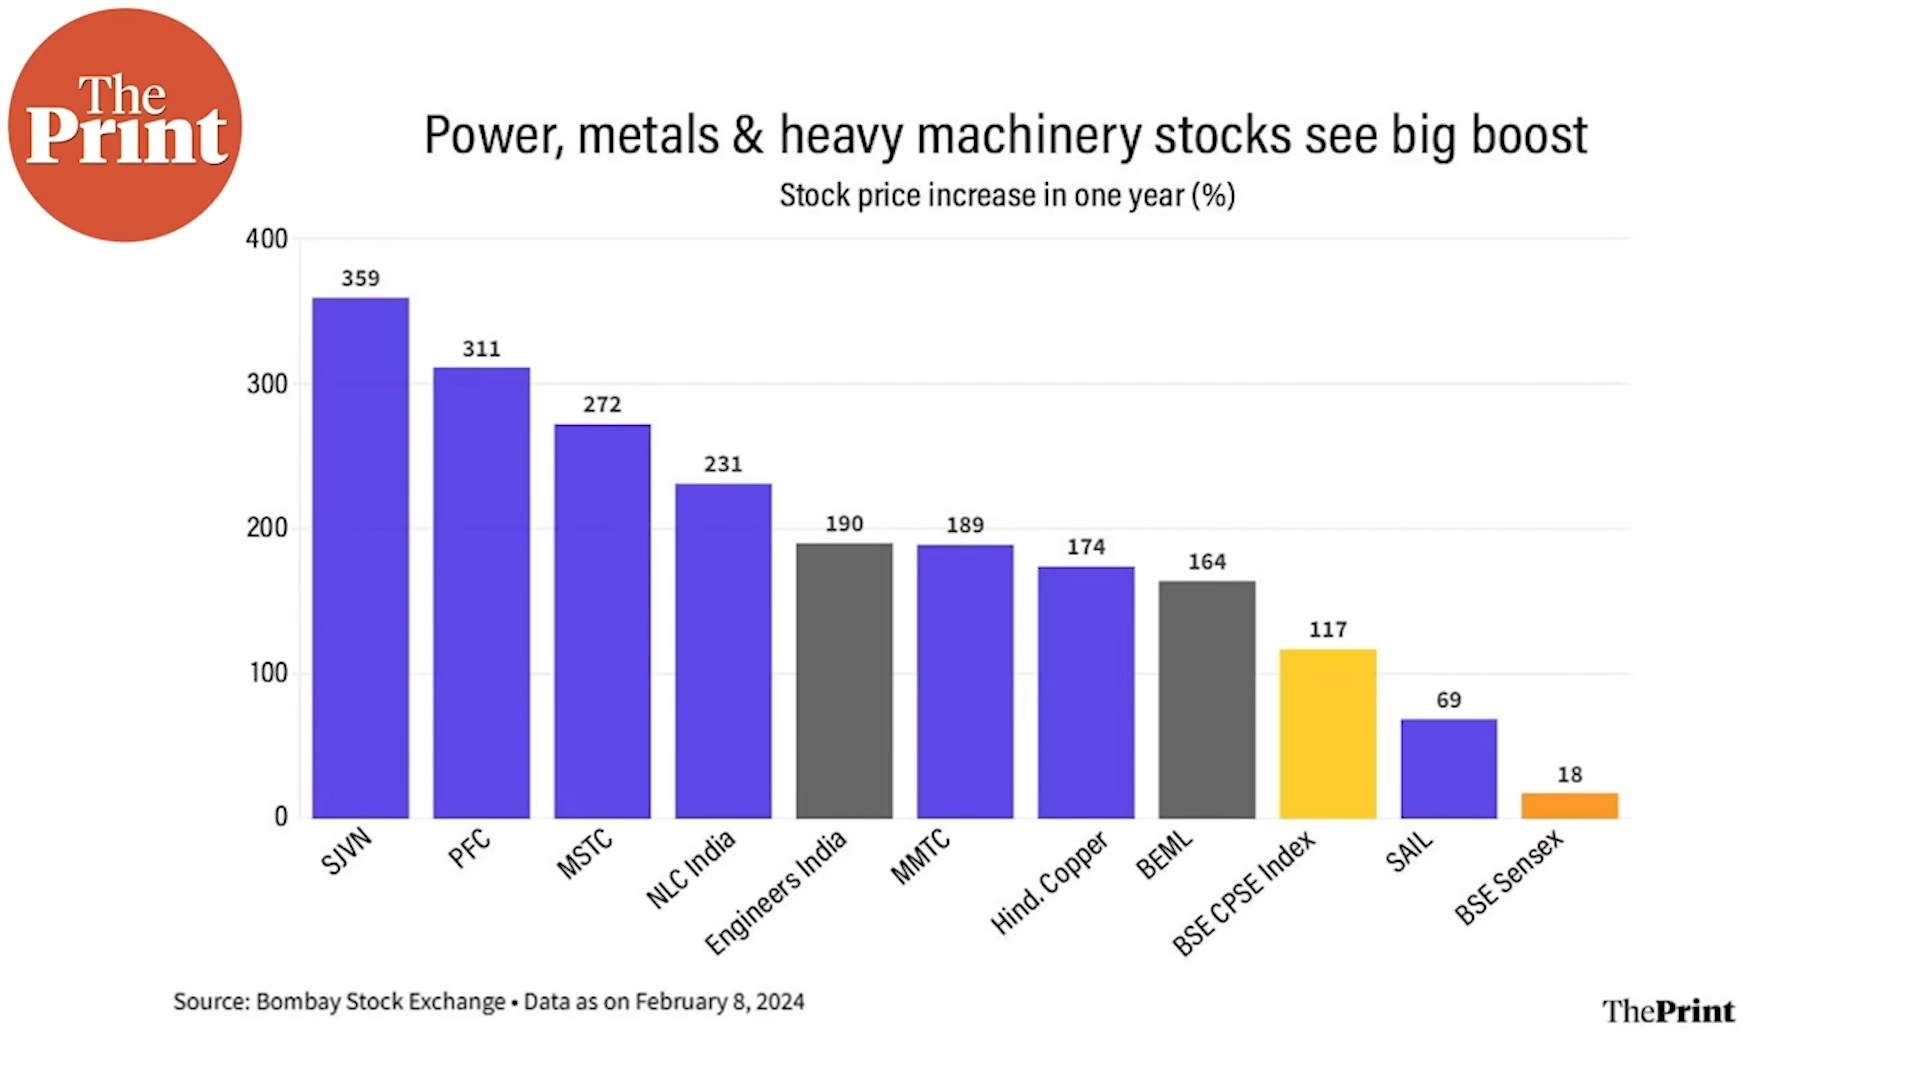 The
Print
Power, metals & heavy machinery stocks see big boost
Stock price increase in one year (%)
400
300
200
100
0
359
311
272
231
190
189
174
164
117
69
18
SJVN
PFC
MSTC
NLC India
Engineers India
MMTC
Hind. Copper
BEML
BSE CPSE Index
SAIL
BSE Sensex
Source: Bombay Stock Exchange • Data as on February 8, 2024
ThePrint